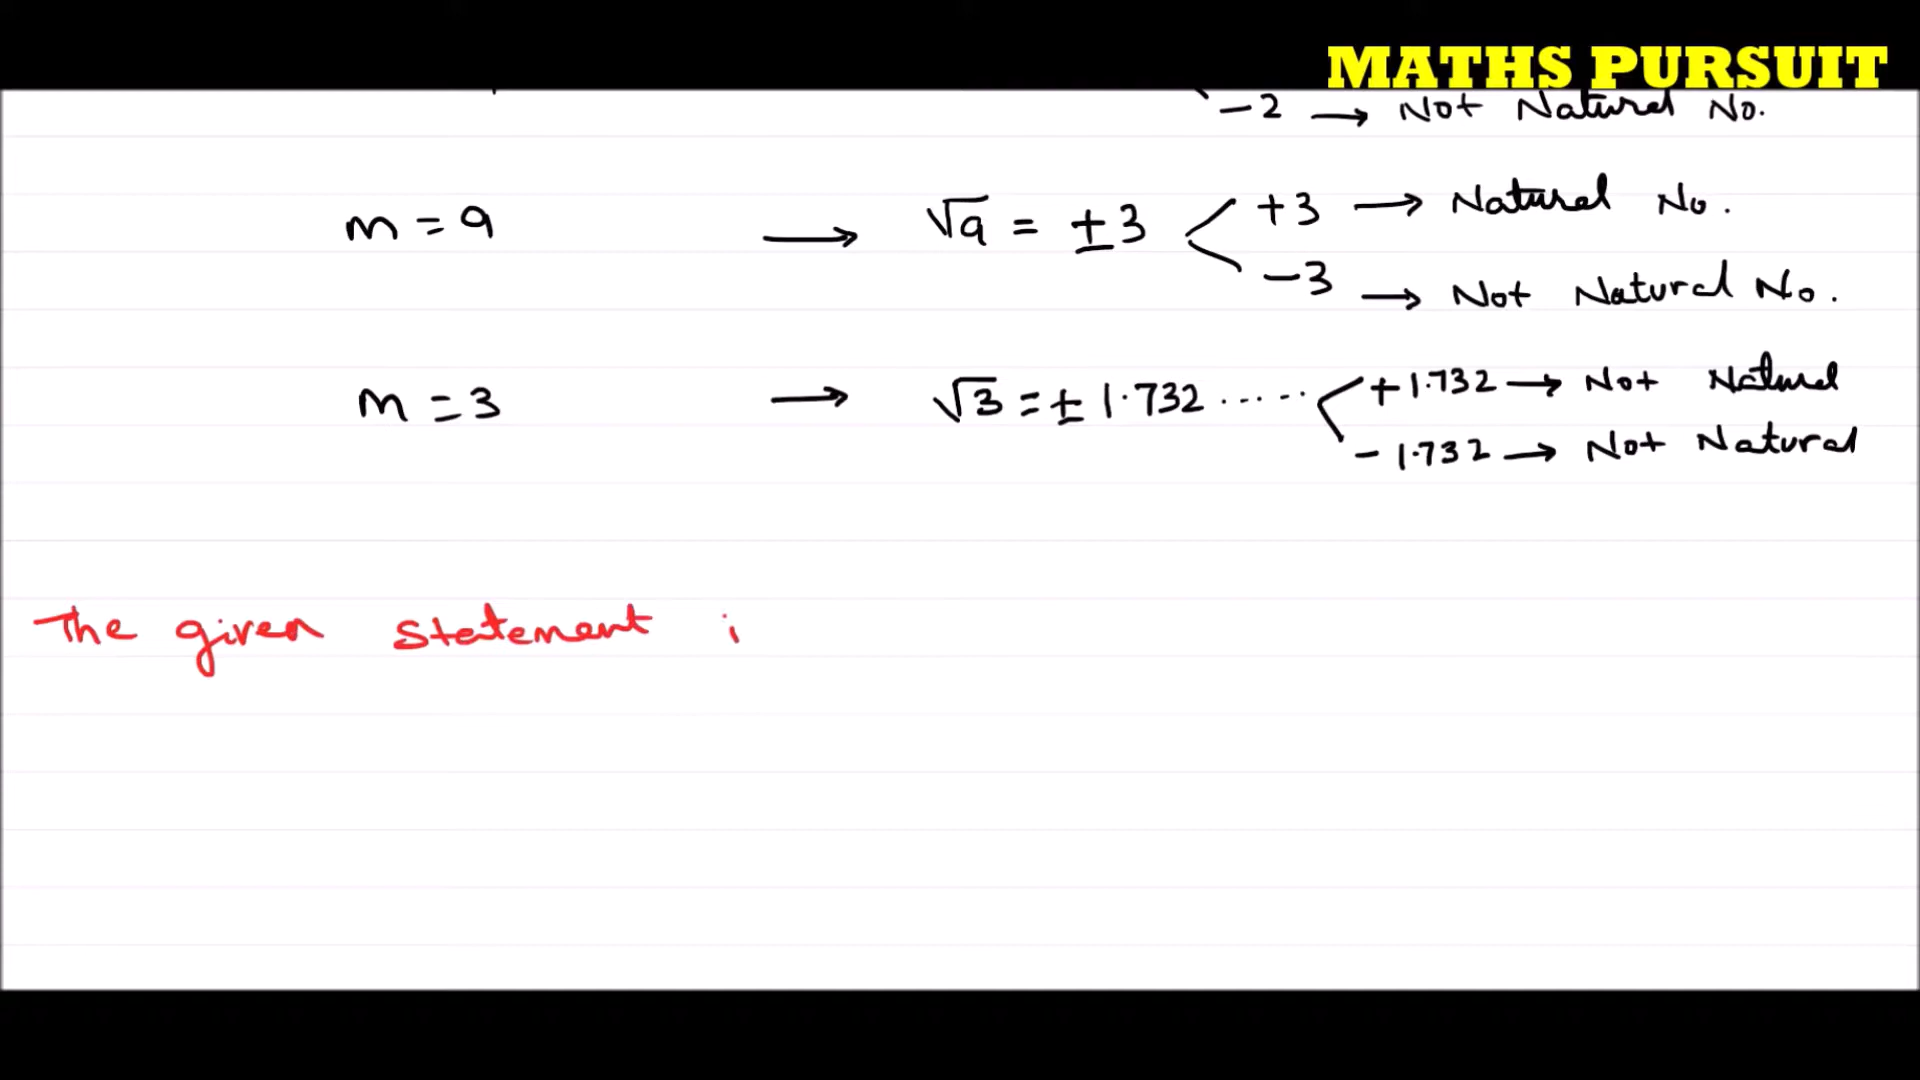 MATHS PURSUIT
-2 → Not Natural No.
m = 9 → √9 = ±3 +3 → Natural No.
-3 → Not Natural No.
m = 3 → √3 = ± 1.732 ...... +1.732 → Not Natural
-1.732 → Not Natural
The given statement i